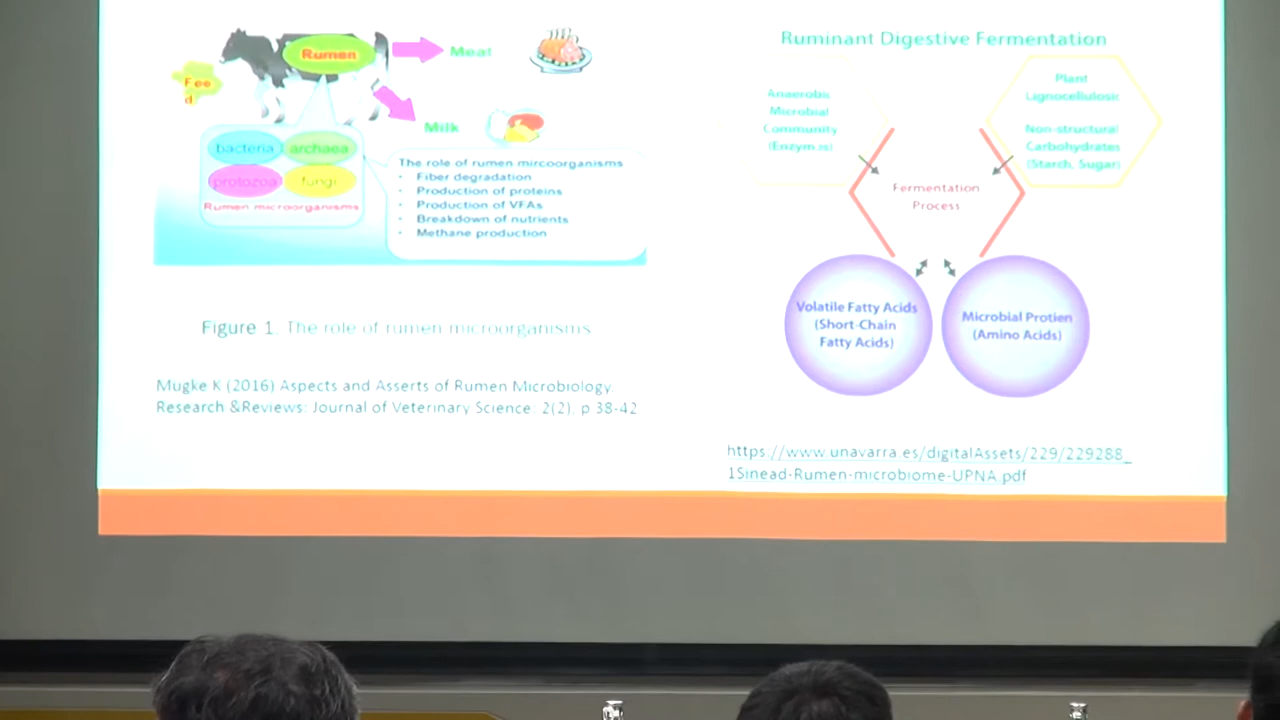 Rumen
Meat
Fee
d
Milk
bacteria
archaea
protozoa
fungi
Rumen microorganisms
The role of rumen mircoorganisms
• Fiber degradation
• Production of proteins
• Production of VFAs
• Breakdown of nutrients
• Methane production
Figure 1. The role of rumen microorganisms
Mugke K (2016) Aspects and Asserts of Rumen Microbiology.
Research &Reviews: Journal of Veterinary Science: 2(2). p 38-42
Ruminant Digestive Fermentation
Anaerobic
Microbial
Community
(Enzymes)
Plant
Lignocellulosic
Non-structural
Carbohydrates
(Starch, Sugar)
Fermentation
Process
Volatile Fatty Acids
(Short-Chain
Fatty Acids)
Microbial Protien
(Amino Acids)
https://www.unavarra.es/digitalAssets/229/229288_
1Sinead-Rumen-microbiome-UPNA.pdf